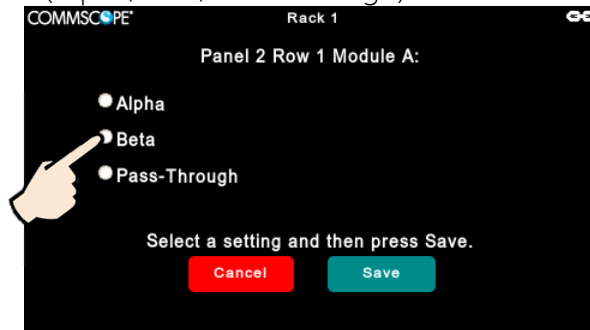 COMMSCOPE®
Rack 1
Panel 2 Row 1 Module A:
Alpha
Beta
Pass-Through
Select a setting and then press Save.
Cancel
Save